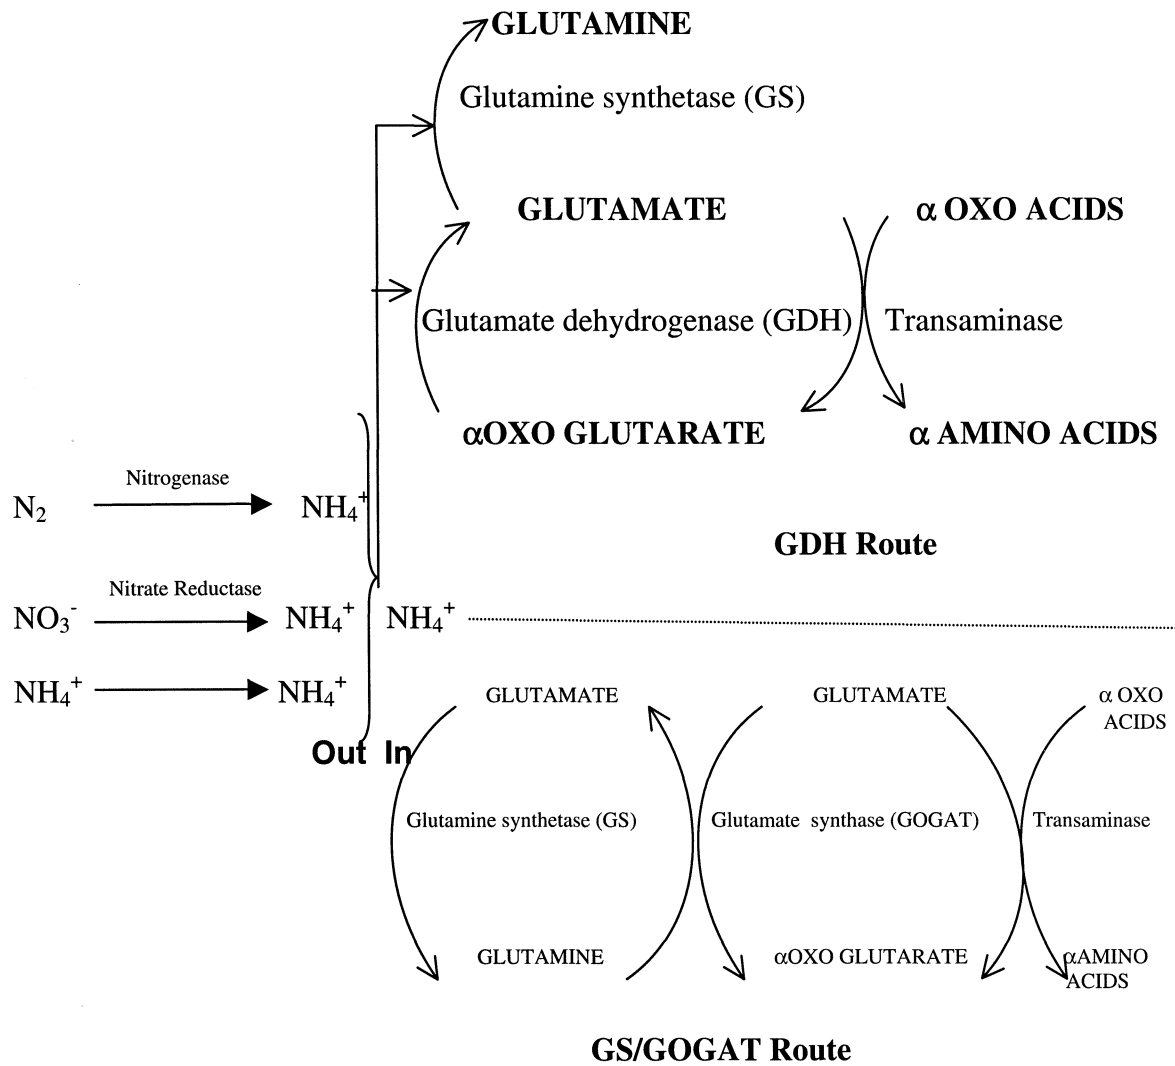 GLUTAMINE
Glutamine synthetase (GS)
GLUTAMATE
α OXO ACIDS
Glutamate dehydrogenase (GDH)
Transaminase
αOXO GLUTARATE
α AMINO ACIDS
Nitrogenase
N₂
NH₄⁺
GDH Route
Nitrate Reductase
NO₃⁻
NH₄⁺
NH₄⁺
NH₄⁺
NH₄⁺
GLUTAMATE
GLUTAMATE
α OXO
ACIDS
Out In
Glutamine synthetase (GS)
Glutamate synthase (GOGAT)
Transaminase
GLUTAMINE
αOXO GLUTARATE
αAMINO
ACIDS
GS/GOGAT Route